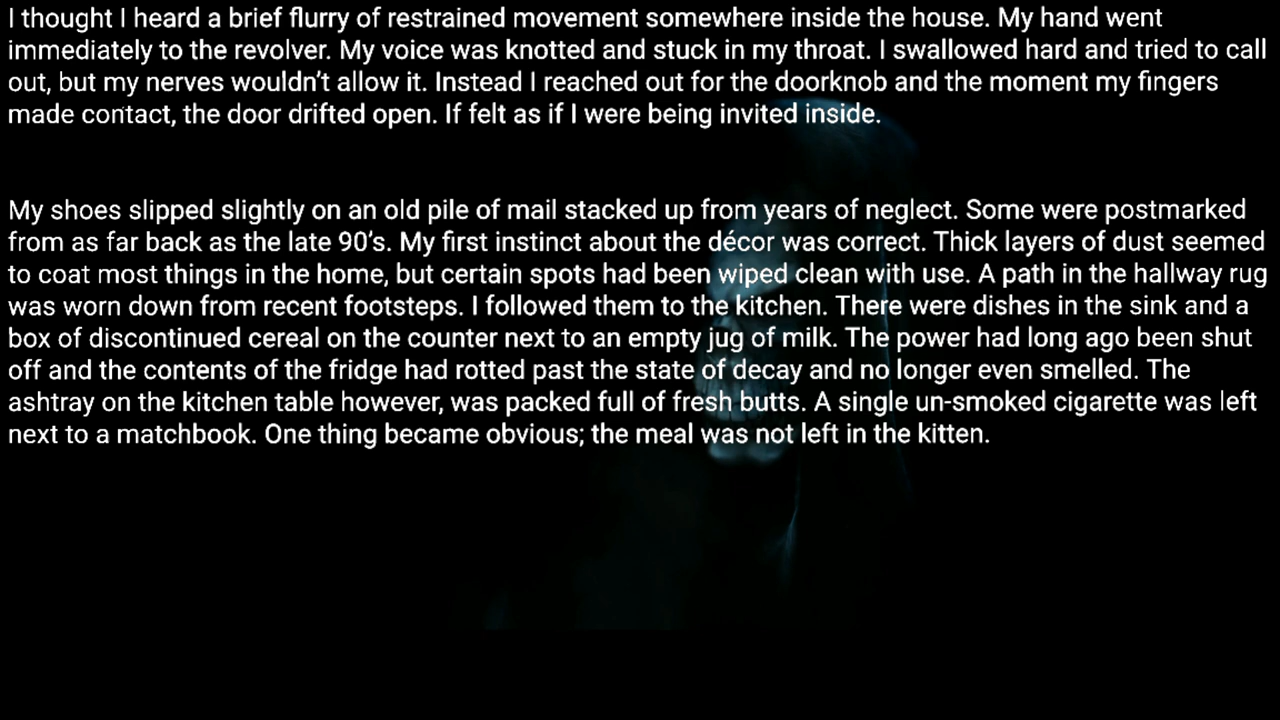 I thought I heard a brief flurry of restrained movement somewhere inside the house. My hand went
immediately to the revolver. My voice was knotted and stuck in my throat. I swallowed hard and tried to call
out, but my nerves wouldn’t allow it. Instead I reached out for the doorknob and the moment my fingers
made contact, the door drifted open. If felt as if I were being invited inside.
My shoes slipped slightly on an old pile of mail stacked up from years of neglect. Some were postmarked
from as far back as the late 90’s. My first instinct about the décor was correct. Thick layers of dust seemed
to coat most things in the home, but certain spots had been wiped clean with use. A path in the hallway rug
was worn down from recent footsteps. I followed them to the kitchen. There were dishes in the sink and a
box of discontinued cereal on the counter next to an empty jug of milk. The power had long ago been shut
off and the contents of the fridge had rotted past the state of decay and no longer even smelled. The
ashtray on the kitchen table however, was packed full of fresh butts. A single un-smoked cigarette was left
next to a matchbook. One thing became obvious; the meal was not left in the kitten.